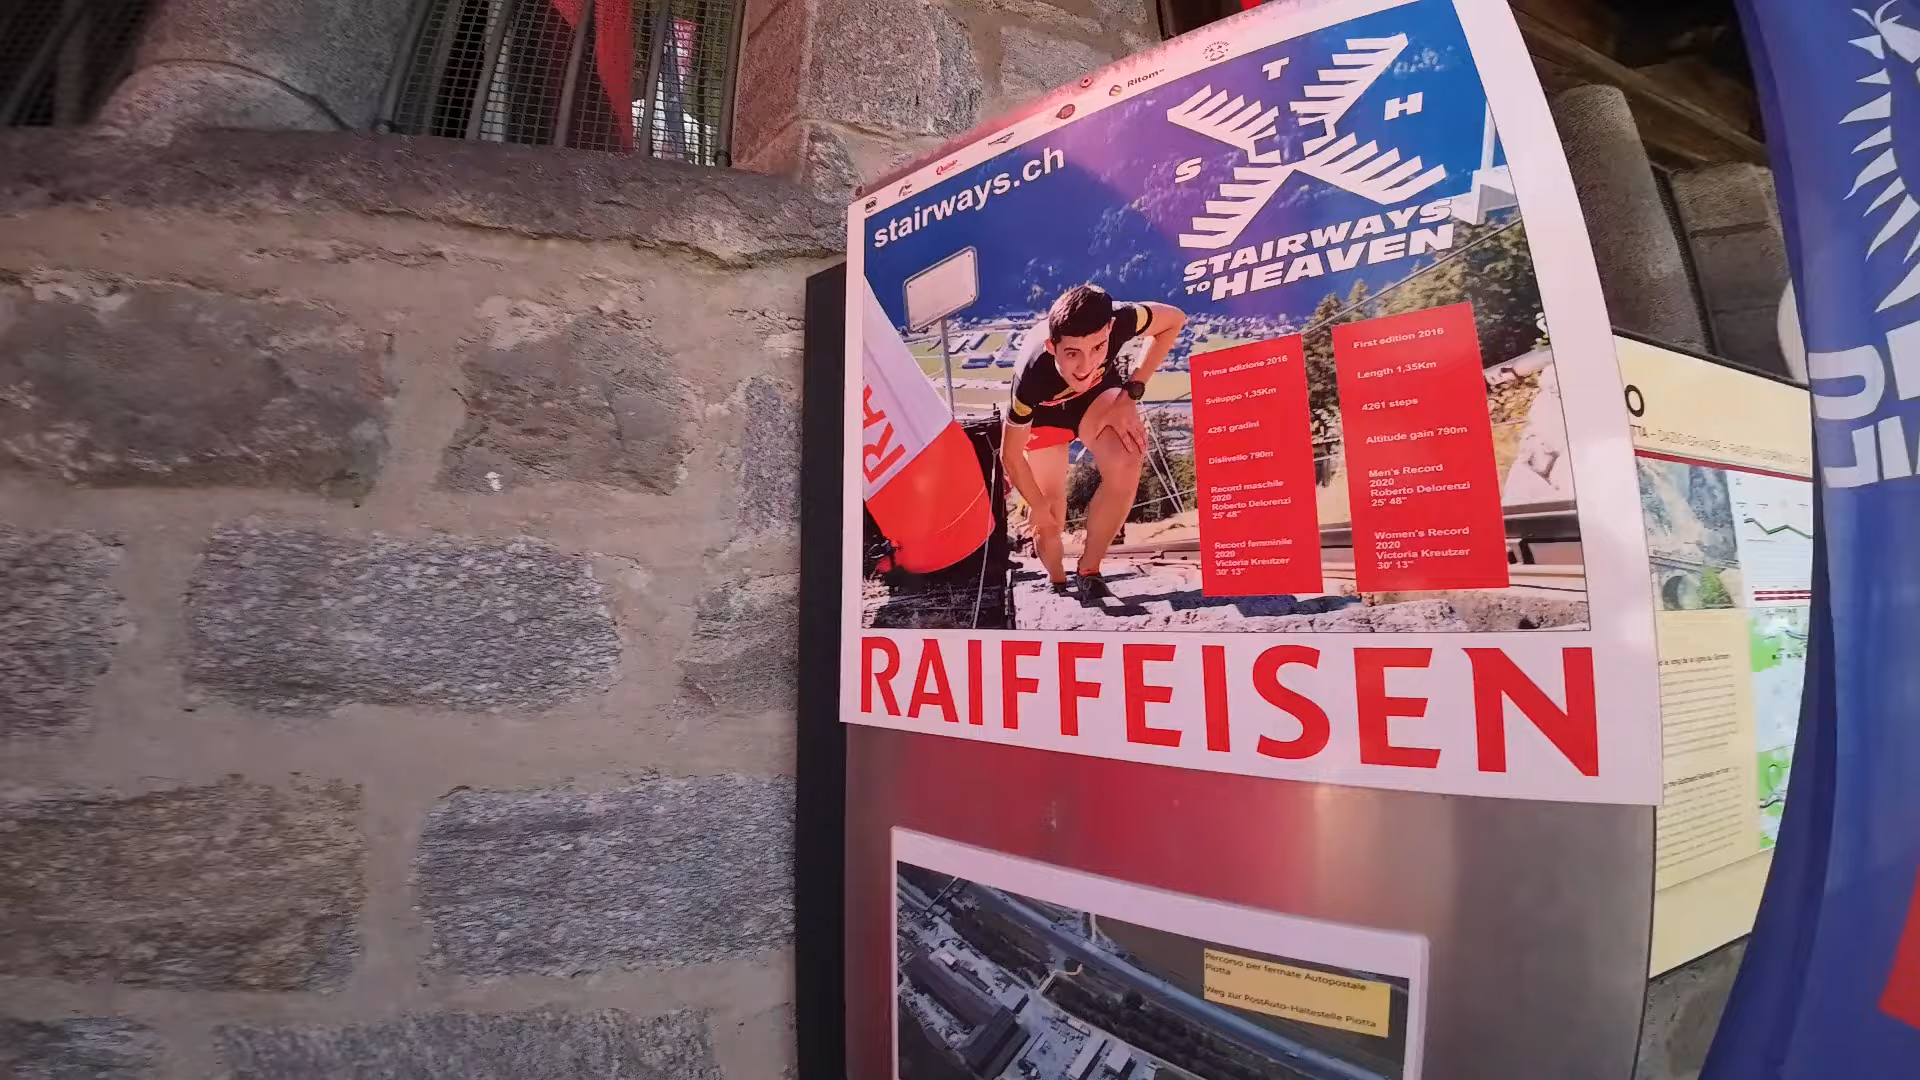 Ritom
stairways.ch
S T H
STAIRWAYS
TO HEAVEN
RA
Prima edizione 2016
Sviluppo 1,35Km
4261 gradini
Dislivello 790m
Record maschile
2020
Roberto Delorenzi
25' 48"
Record femminile
2020
Victoria Kreutzer
30' 13"
First edition 2016
Length 1,35Km
4261 steps
Altitude gain 790m
Men's Record
2020
Roberto Delorenzi
25' 48"
Women's Record
2020
Victoria Kreutzer
30' 13"
RAIFFEISEN
Percorso per fermate Autopostale
Piotta
Weg zur PostAuto-Haltestelle Piotta